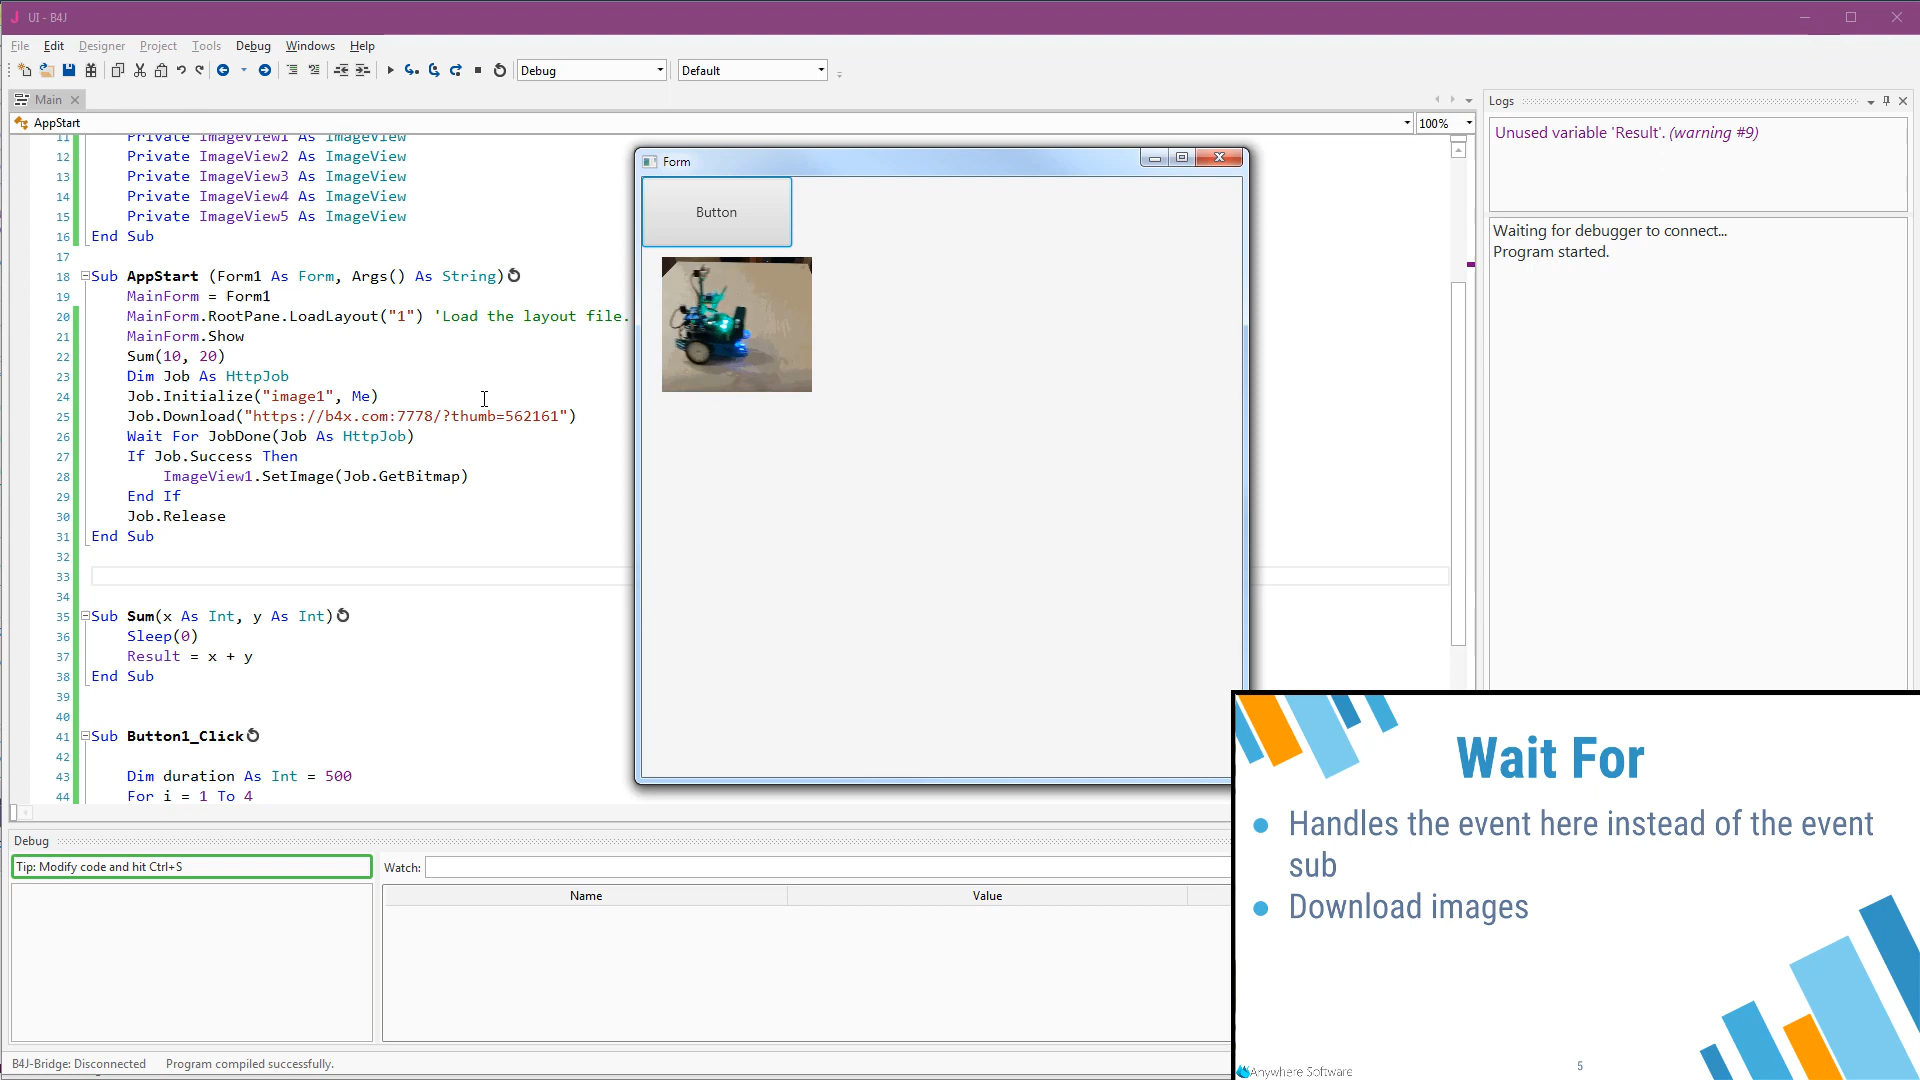 UI - B4J
File Edit Designer Project Tools Debug Windows Help
Debug Default
Main
AppStart 100%
11 Private ImageView1 As ImageView
12 Private ImageView2 As ImageView
13 Private ImageView3 As ImageView
14 Private ImageView4 As ImageView
15 Private ImageView5 As ImageView
16 End Sub
17
18 Sub AppStart (Form1 As Form, Args() As String)
19 MainForm = Form1
20 MainForm.RootPane.LoadLayout("1") 'Load the layout file.
21 MainForm.Show
22 Sum(10, 20)
23 Dim Job As HttpJob
24 Job.Initialize("image1", Me)
25 Job.Download("https://b4x.com:7778/?thumb=562161")
26 Wait For JobDone(Job As HttpJob)
27 If Job.Success Then
28 ImageView1.SetImage(Job.GetBitmap)
29 End If
30 Job.Release
31 End Sub
32
33
34
35 Sub Sum(x As Int, y As Int)
36 Sleep(0)
37 Result = x + y
38 End Sub
39
40
41 Sub Button1_Click
42
43 Dim duration As Int = 500
44 For i = 1 To 4
Form
Button
Logs
Unused variable 'Result'. (warning #9)
Waiting for debugger to connect...
Program started.
Debug
Tip: Modify code and hit Ctrl+S
Watch:
Name Value
B4J-Bridge: Disconnected Program compiled successfully.
Wait For
● Handles the event here instead of the event
sub
● Download images
Anywhere Software
5